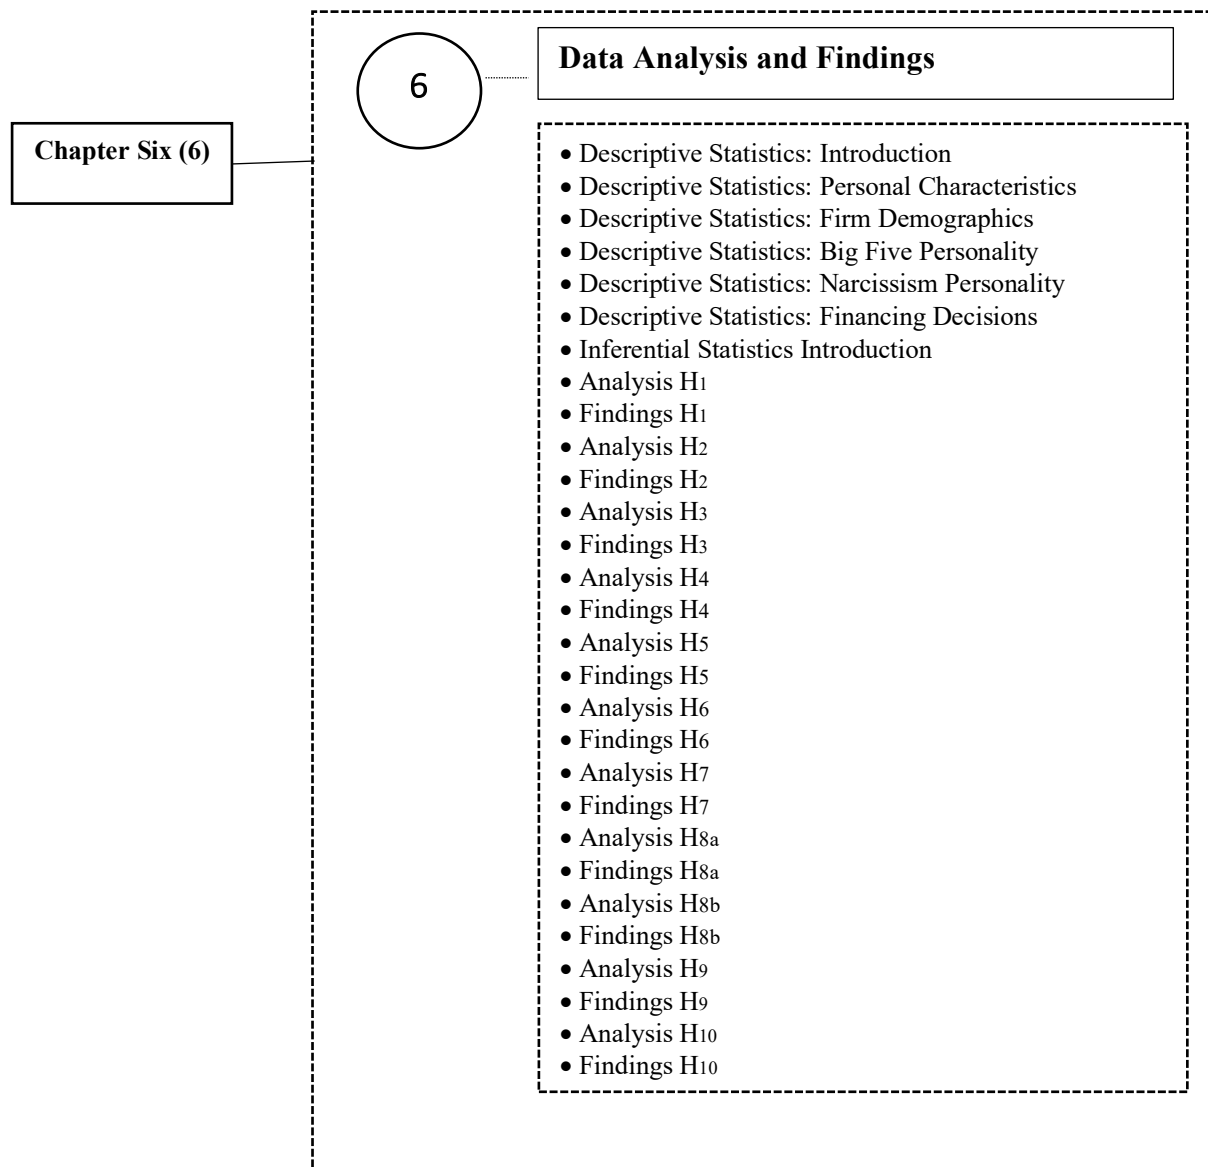 6
Data Analysis and Findings
Chapter Six (6)
• Descriptive Statistics: Introduction
• Descriptive Statistics: Personal Characteristics
• Descriptive Statistics: Firm Demographics
• Descriptive Statistics: Big Five Personality
• Descriptive Statistics: Narcissism Personality
• Descriptive Statistics: Financing Decisions
• Inferential Statistics Introduction
• Analysis H1
• Findings H1
• Analysis H2
• Findings H2
• Analysis H3
• Findings H3
• Analysis H4
• Findings H4
• Analysis H5
• Findings H5
• Analysis H6
• Findings H6
• Analysis H7
• Findings H7
• Analysis H8a
• Findings H8a
• Analysis H8b
• Findings H8b
• Analysis H9
• Findings H9
• Analysis H10
• Findings H10